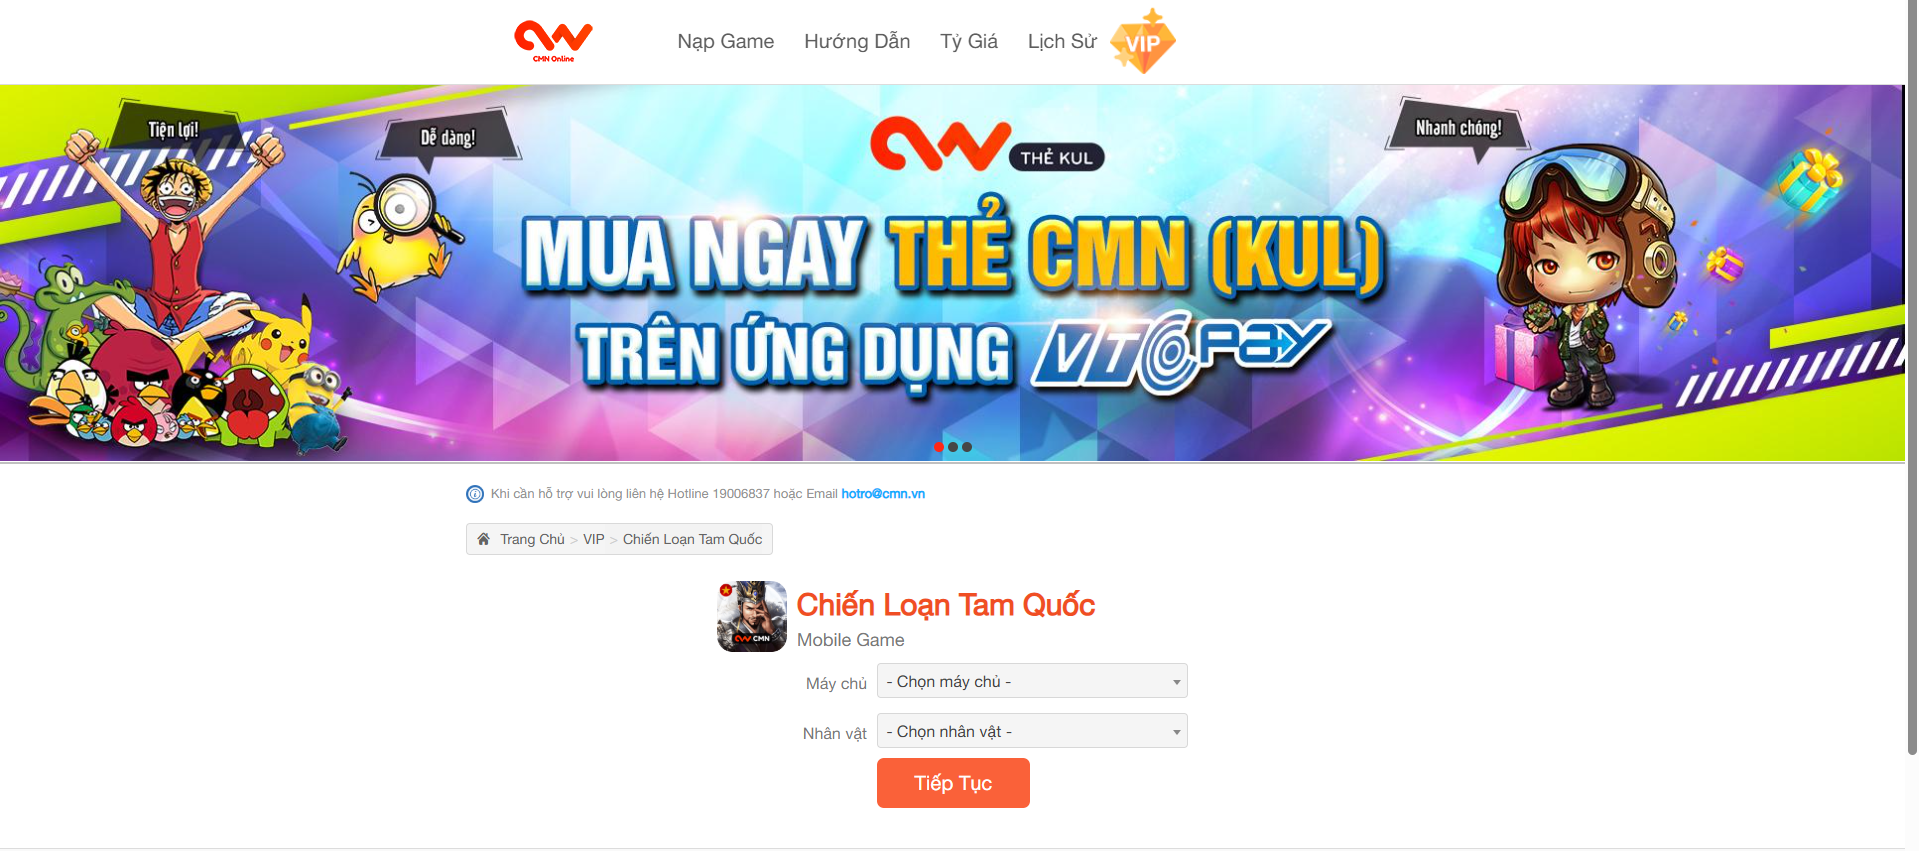 CMN Online
Nạp Game
Hướng Dẫn
Tỷ Giá
Lịch Sử
VIP
Tiện lợi!
Dễ dàng!
THẺ KUL
Nhanh chóng!
MUA NGAY THẺ CMN (KUL)
TRÊN ỨNG DỤNG VTC Pay
Khi cần hỗ trợ vui lòng liên hệ Hotline 19006837 hoặc Email hotro@cmn.vn
Trang Chủ > VIP > Chiến Loạn Tam Quốc
CMN
Chiến Loạn Tam Quốc
Mobile Game
Máy chủ
- Chọn máy chủ -
Nhân vật
- Chọn nhân vật -
Tiếp Tục